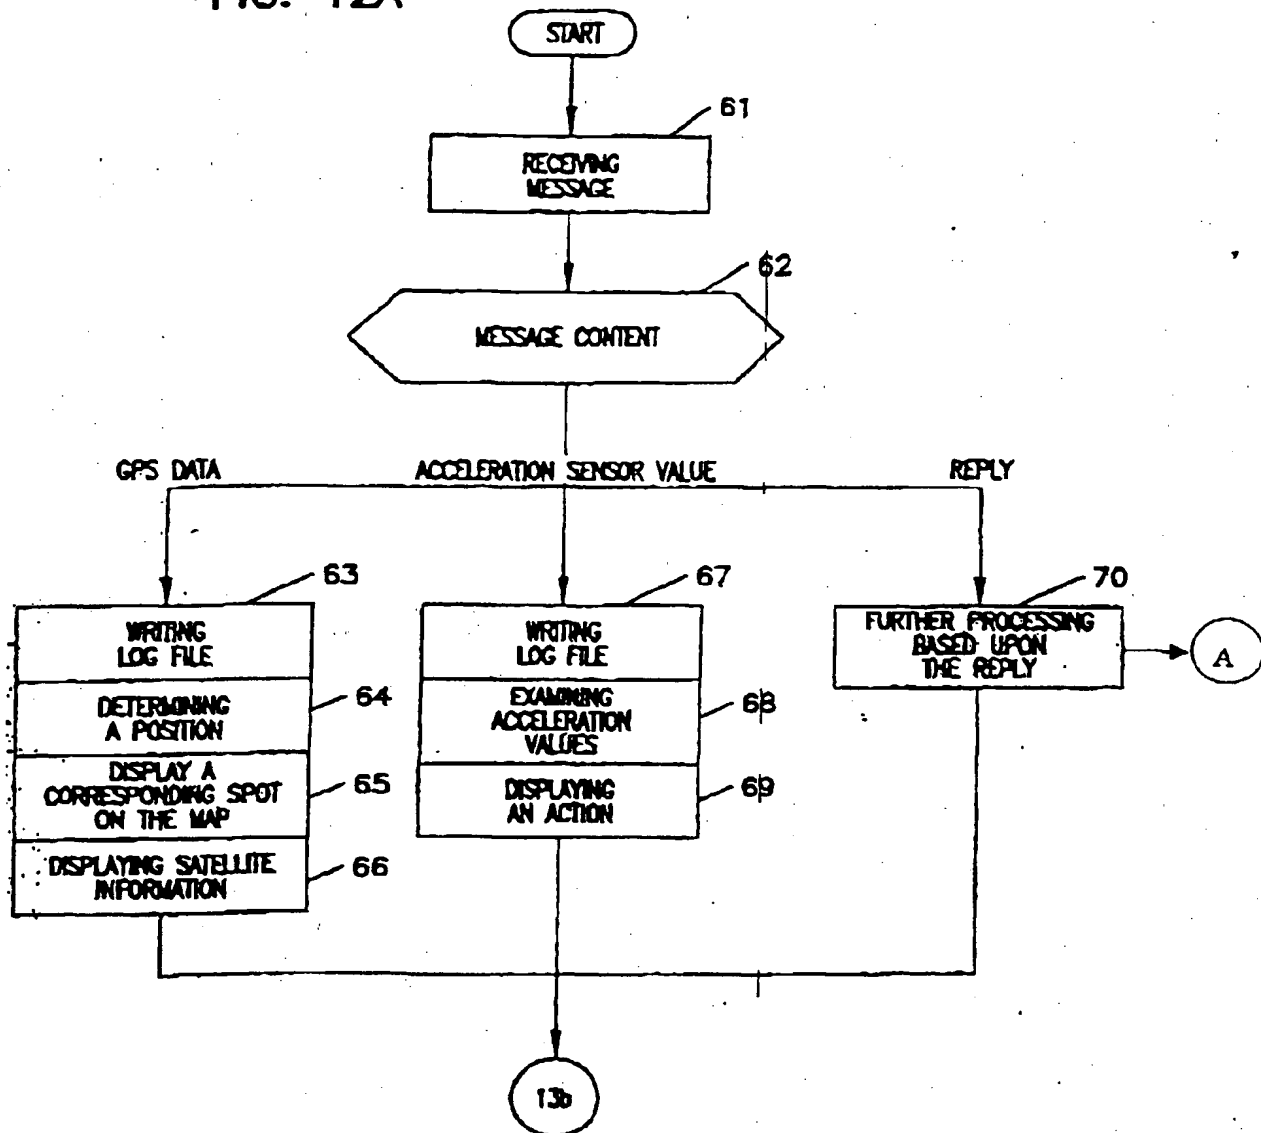 FIG. 12A
START
61
RECEIVING
MESSAGE
62
MESSAGE CONTENT
GPS DATA
ACCELERATION SENSOR VALUE
REPLY
63
WRITING
LOG FILE
64
DETERMINING
A POSITION
65
DISPLAY A
CORRESPONDING SPOT
ON THE MAP
66
DISPLAYING SATELLITE
INFORMATION
67
WRITING
LOG FILE
68
EXAMINING
ACCELERATION
VALUES
69
DISPLAYING
AN ACTION
70
FURTHER PROCESSING
BASED UPON
THE REPLY
A
13b